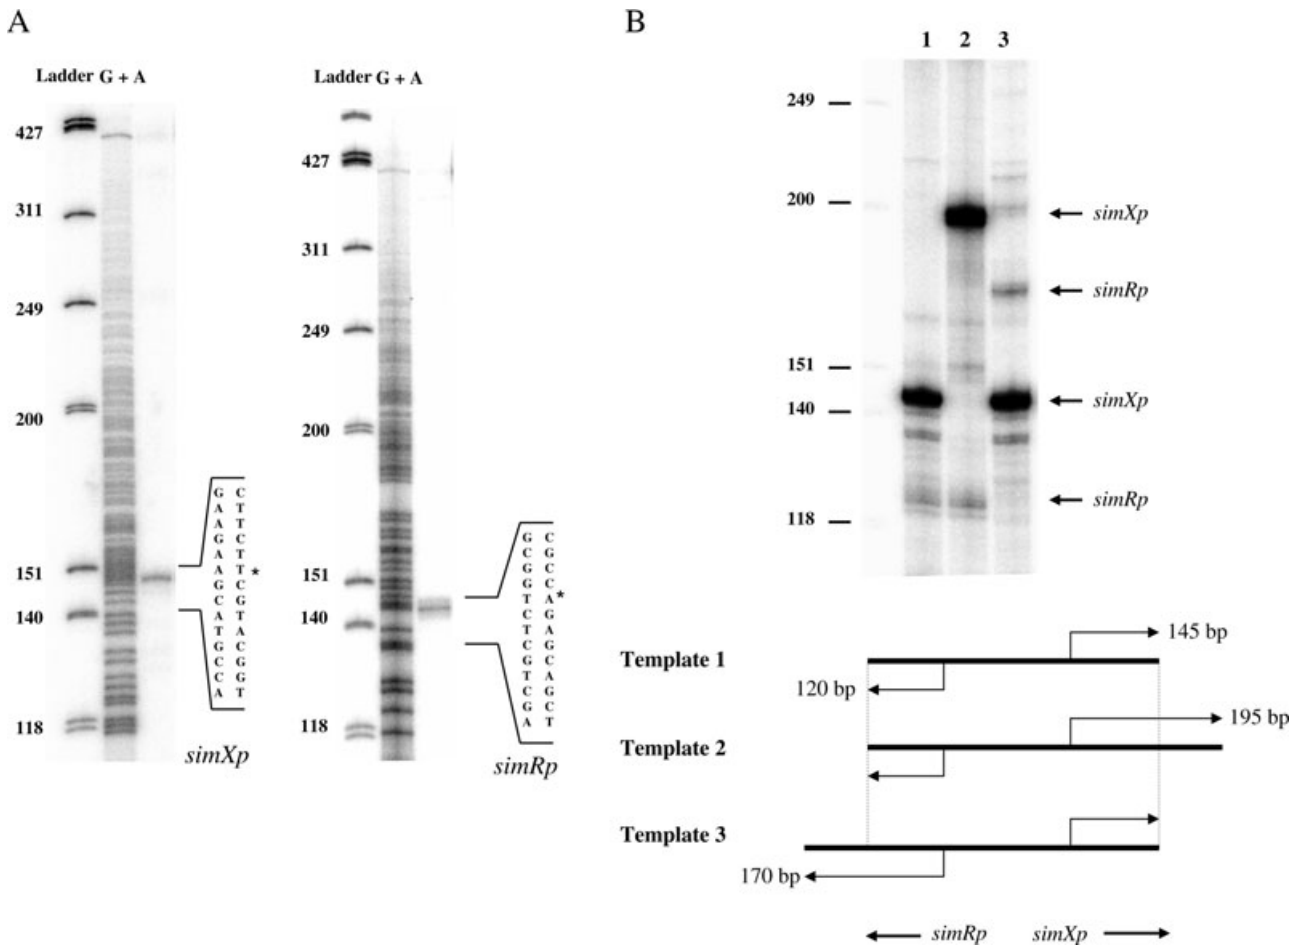 A
B
Ladder G + A
Ladder G + A
427
311
249
200
151
140
118
G C
A T
A T
G C
A T
A T *
G C
C G
A T
T A
G C
C G
C G
A T
simXp
427
311
249
200
151
140
118
G C
C G
G C
G C
T A *
C G
T A
C G
G C
T A
C G
G C
A T
simRp
1 2 3
249
200
151
140
118
simXp
simRp
simXp
simRp
Template 1
145 bp
120 bp
Template 2
195 bp
Template 3
170 bp
simRp simXp